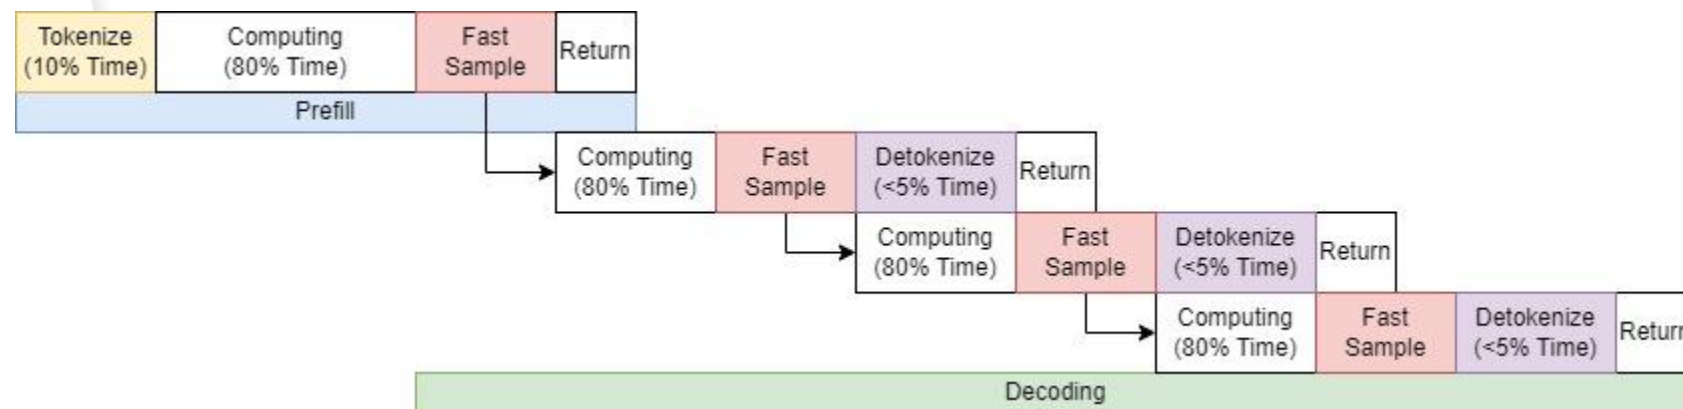 Tokenize
(10% Time)
Computing
(80% Time)
Fast
Sample
Return
Prefill
Computing
(80% Time)
Fast
Sample
Detokenize
(<5% Time)
Return
Computing
(80% Time)
Fast
Sample
Detokenize
(<5% Time)
Return
Computing
(80% Time)
Fast
Sample
Detokenize
(<5% Time)
Return
Decoding